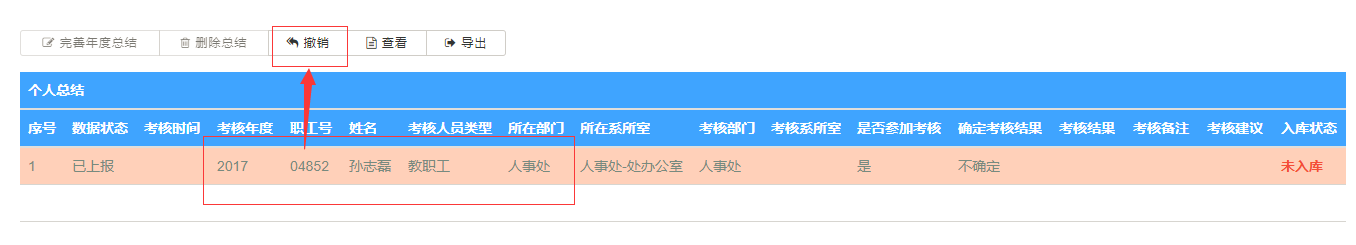 完善年度总结 删除总结 撤销 查看 导出
个人总结
序号 数据状态 考核时间 考核年度 职工号 姓名 考核人员类型 所在部门 所在系所室 考核部门 考核系所室 是否参加考核 确定考核结果 考核结果 考核备注 考核建议 入库状态
1 已上报 2017 04852 孙志磊 教职工 人事处 人事处-处办公室 人事处 是 不确定 未入库